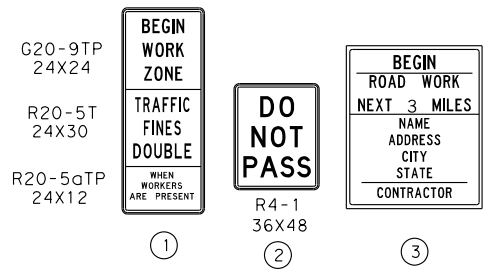 G20-9TP
24X24
BEGIN
WORK
ZONE
R20-5T
24X30
TRAFFIC
FINES
DOUBLE
R20-5aTP
24X12
WHEN
WORKERS
ARE PRESENT
1
DO
NOT
PASS
R4-1
36X48
2
BEGIN
ROAD WORK
NEXT 3 MILES
NAME
ADDRESS
CITY
STATE
CONTRACTOR
3